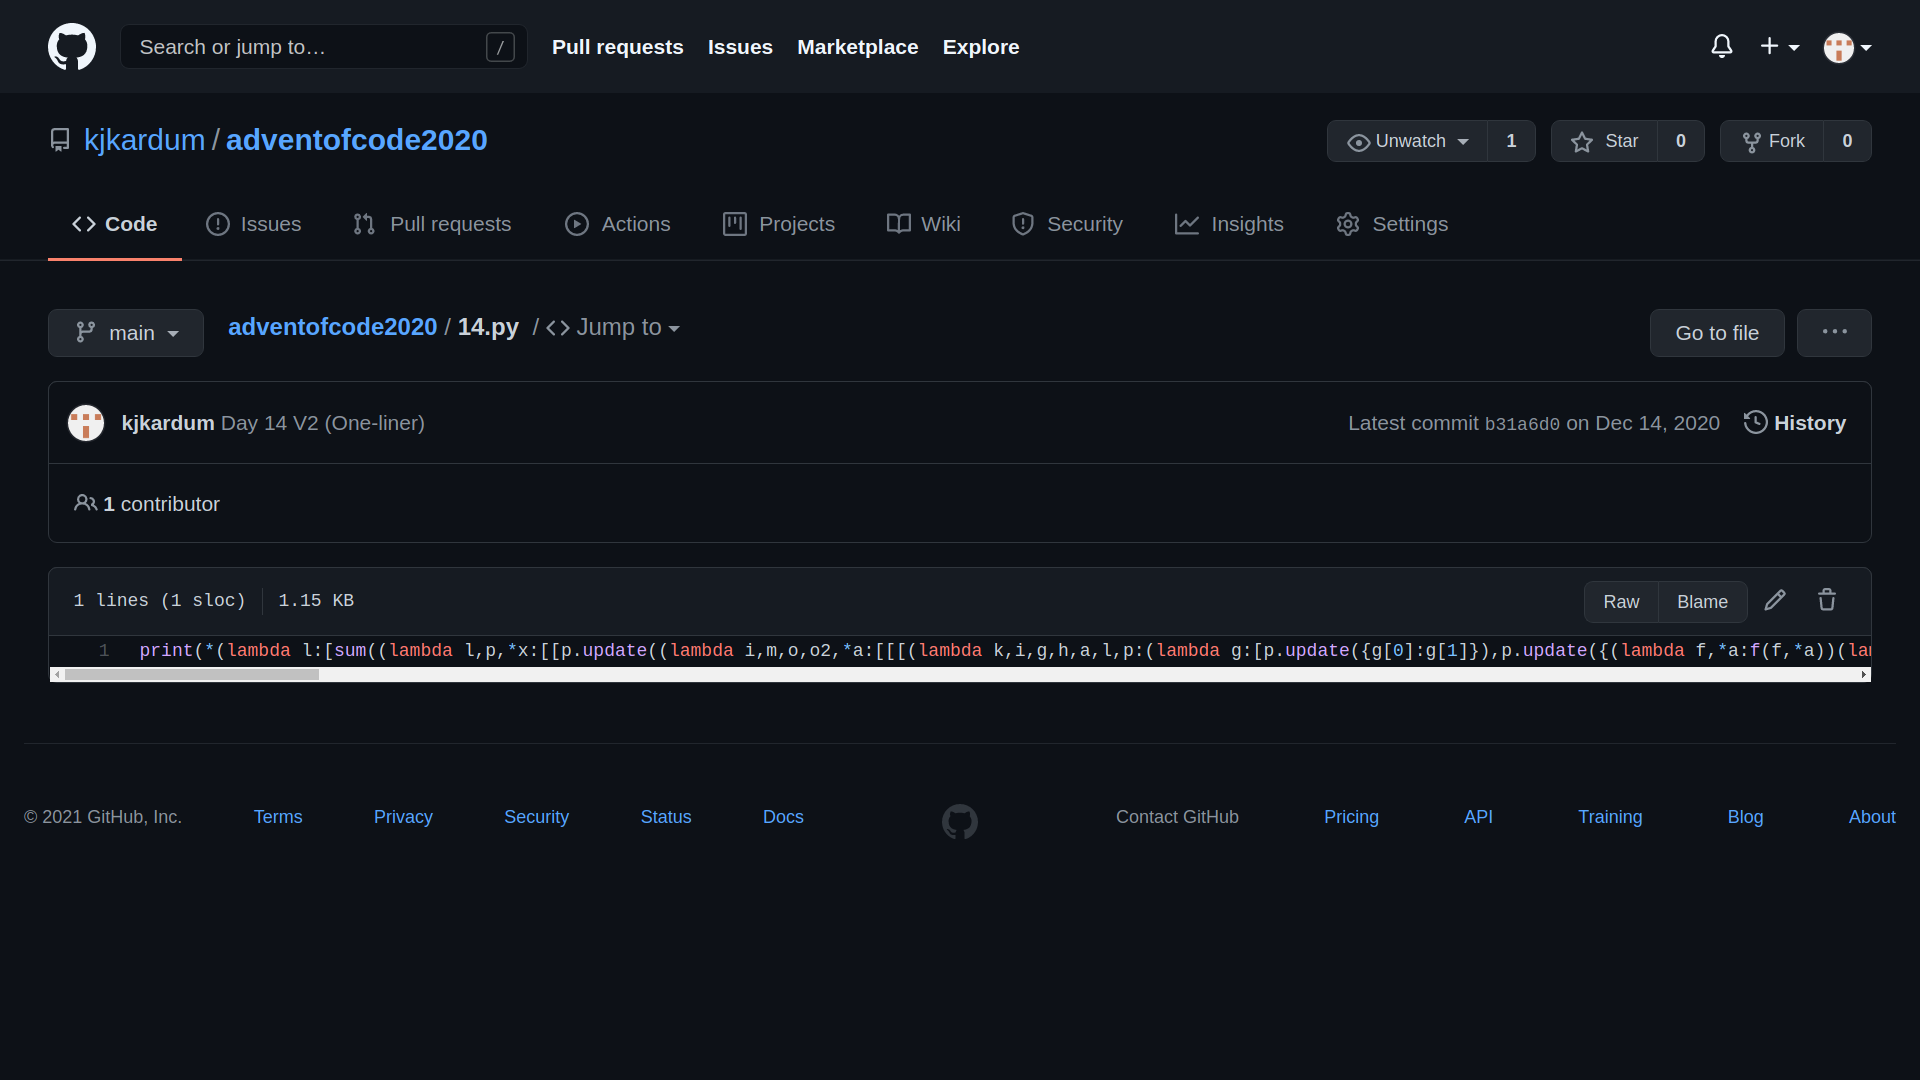 Search or jump to… /
Pull requests Issues Marketplace Explore
kjkardum / adventofcode2020
Unwatch 1 Star 0 Fork 0
Code Issues Pull requests Actions Projects Wiki Security Insights Settings
main adventofcode2020 / 14.py / Jump to
Go to file
kjkardum Day 14 V2 (One-liner)
Latest commit b31a6d0 on Dec 14, 2020 History
1 contributor
1 lines (1 sloc) 1.15 KB
Raw Blame
1 print(*(lambda l:[sum((lambda l,p,*x:[[p.update((lambda i,m,o,o2,*a:[[[(lambda k,i,g,h,a,l,p:(lambda g:[p.update({g[0]:g[1]}),p.update({(lambda f,*a:f(f,*a))(lam
© 2021 GitHub, Inc. Terms Privacy Security Status Docs Contact GitHub Pricing API Training Blog About